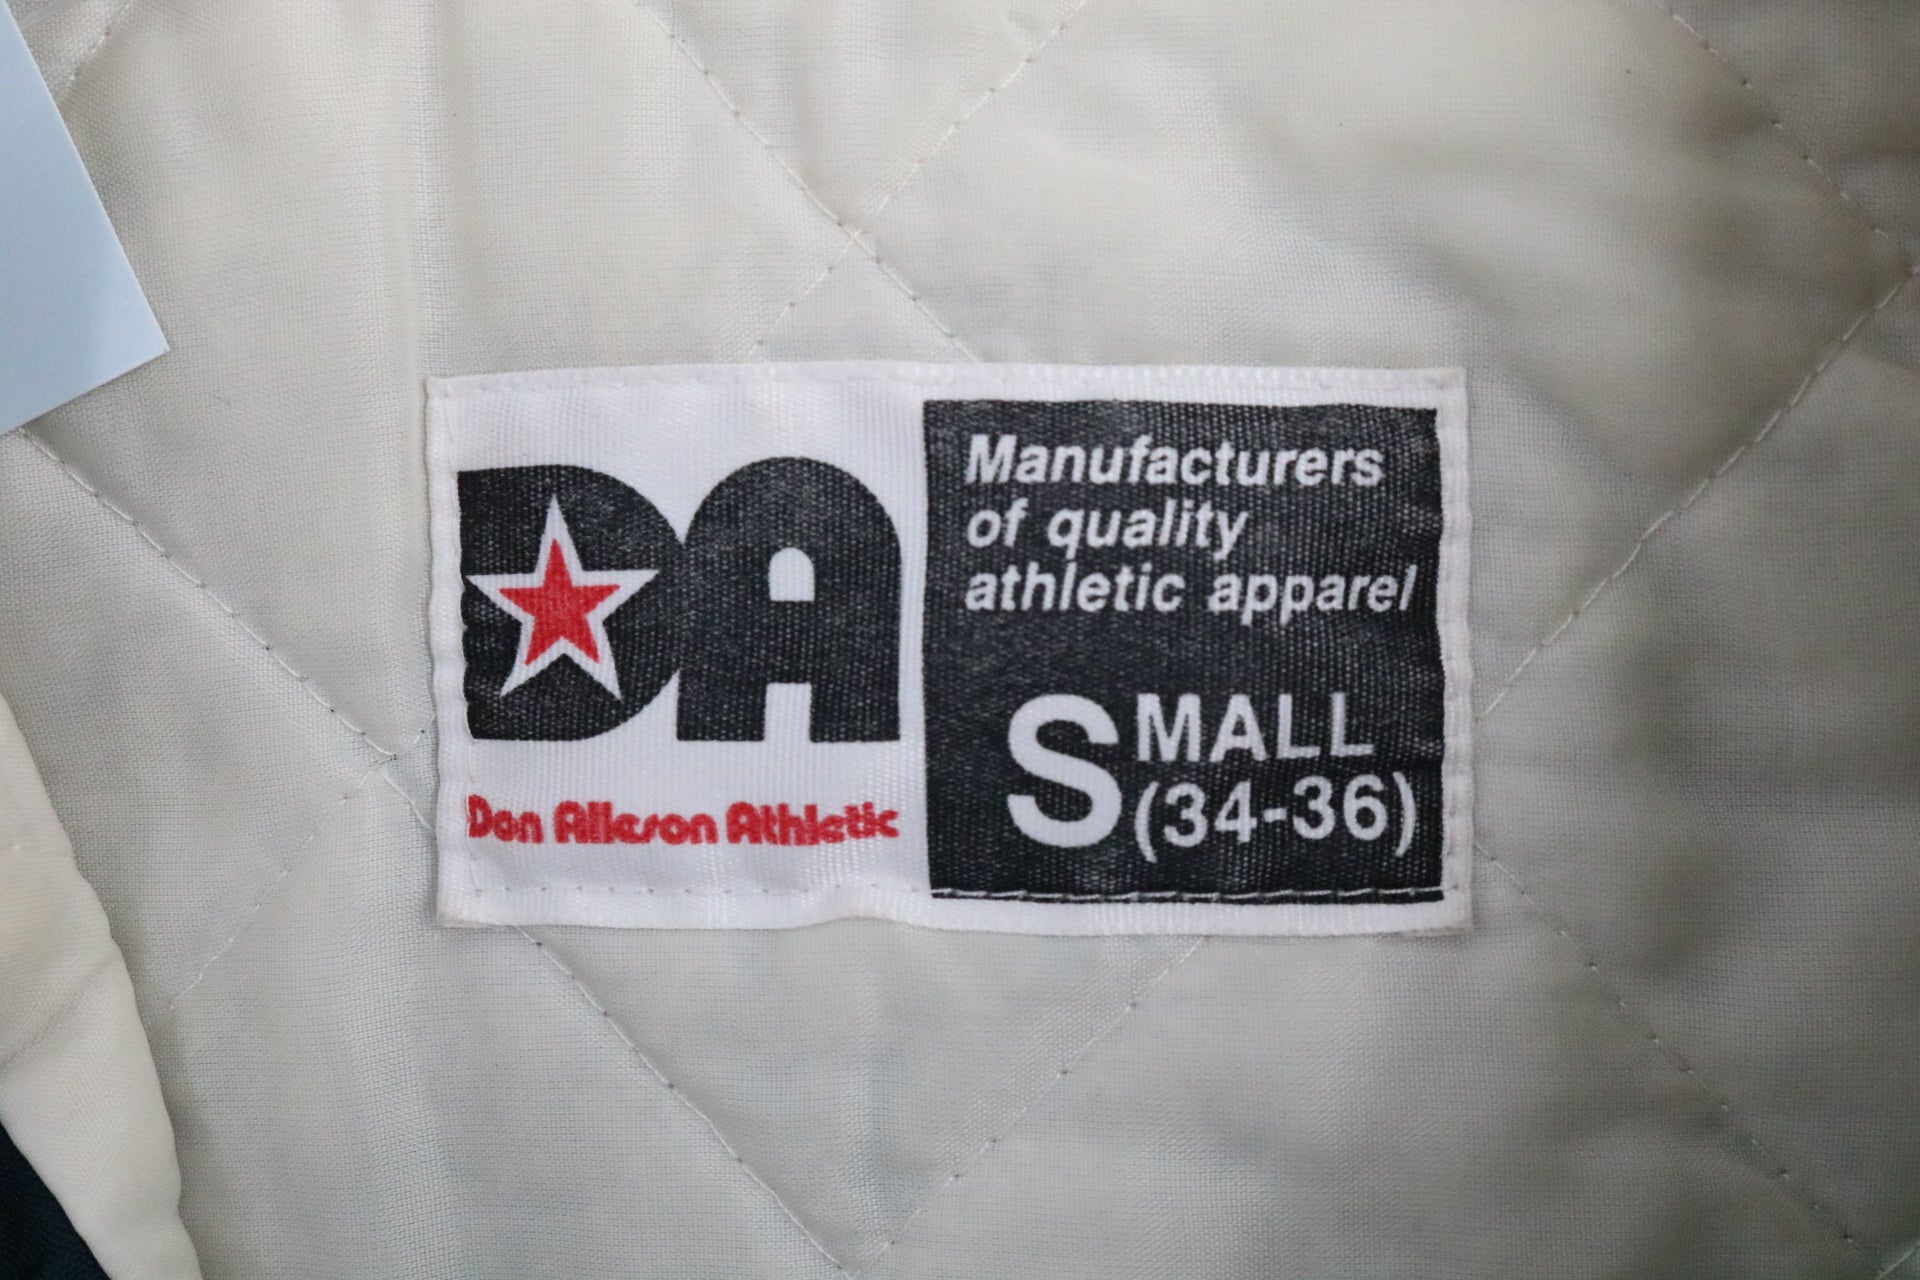 DA
Don Alleson Athletic
Manufacturers
of quality
athletic apparel
SMALL
(34-36)